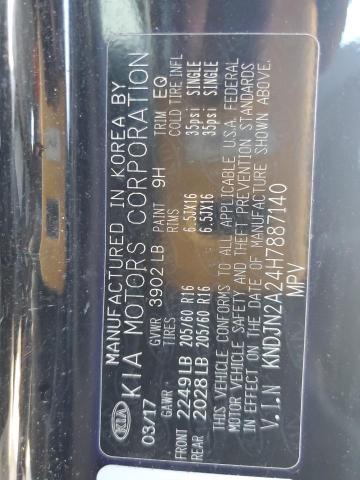 KIA
MANUFACTURED IN KOREA BY
KIA MOTORS CORPORATION
03/17 GVWR 3902 LB PAINT 9H TRIM EQ
GAWR TIRES RIMS COLD TIRE INFL
FRONT 2249LB 205/60 R16 6.5JX16 35psi SINGLE
REAR 2028LB 205/60 R16 6.5JX16 35psi SINGLE
THIS VEHICLE CONFORMS TO ALL APPLICABLE U.S.A. FEDERAL
MOTOR VEHICLE SAFETY AND THEFT PREVENTION STANDARDS
IN EFFECT ON THE DATE OF MANUFACTURE SHOWN ABOVE.
V.I.N KNDJN2A24H7887140
MPV